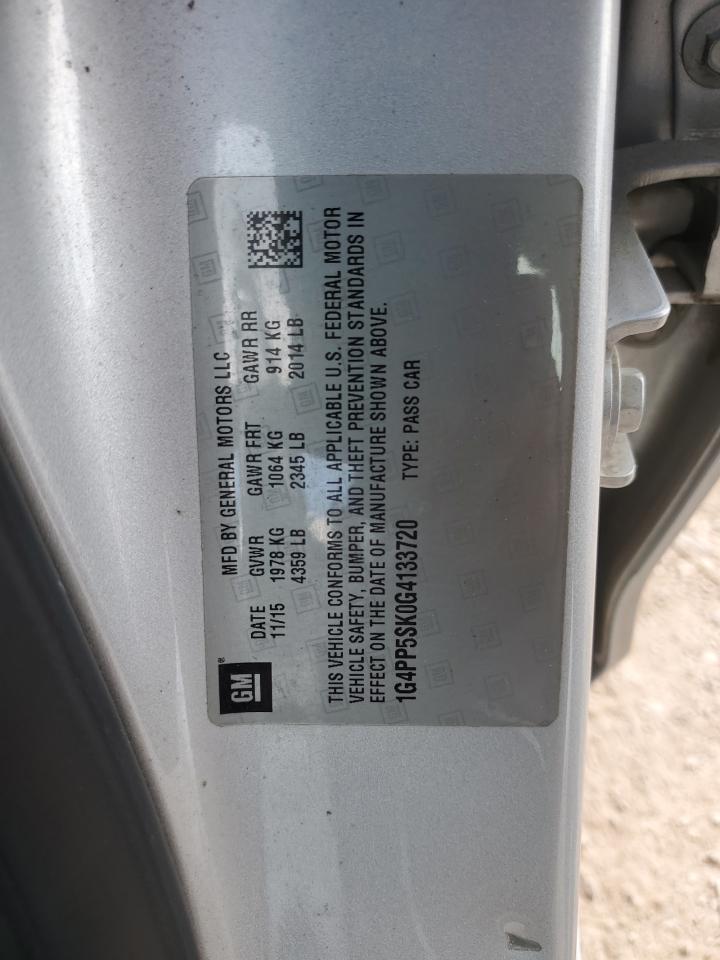 GM
MFD BY GENERAL MOTORS LLC
DATE GVWR GAWR FRT GAWR RR
11/15 1978 KG 1064 KG 914 KG
4359 LB 2345 LB 2014 LB
THIS VEHICLE CONFORMS TO ALL APPLICABLE U.S. FEDERAL MOTOR
VEHICLE SAFETY, BUMPER, AND THEFT PREVENTION STANDARDS IN
EFFECT ON THE DATE OF MANUFACTURE SHOWN ABOVE.
1G4PP5SK0G4133720 TYPE: PASS CAR